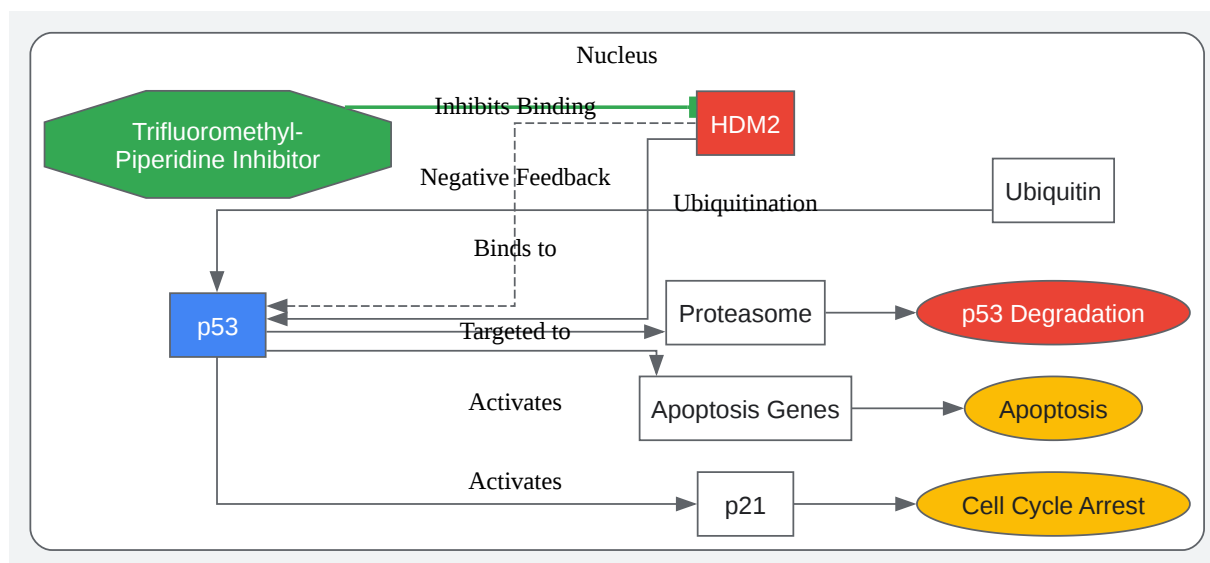 Nucleus
Inhibits Binding
Trifluoromethyl-
Piperidine Inhibitor
HDM2
Negative Feedback
Ubiquitin
Ubiquitination
Binds to
p53
Proteasome
p53 Degradation
Targeted to
Activates
Apoptosis Genes
Apoptosis
Activates
p21
Cell Cycle Arrest